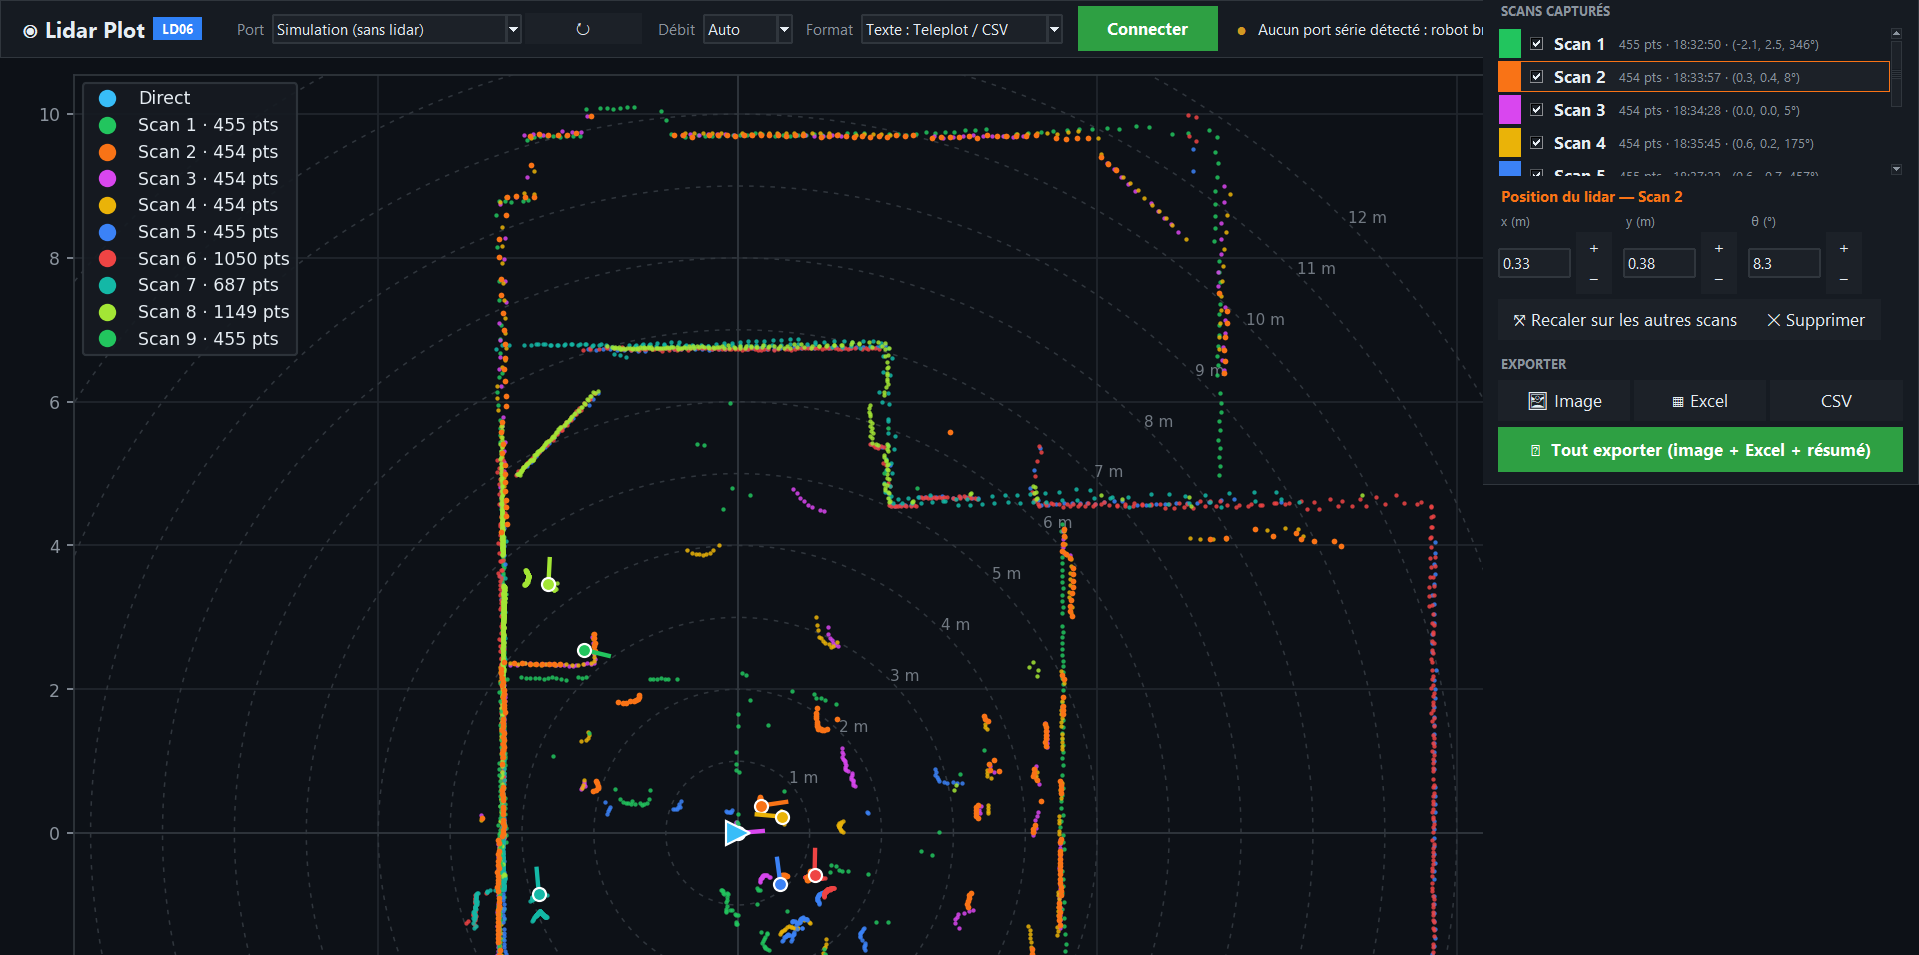 ◉ Lidar Plot LD06 Port Simulation (sans lidar) ↻ Débit Auto Format Texte : Teleplot / CSV Connecter ● Aucun port série détecté : robot br
SCANS CAPTURÉS
Scan 1 455 pts · 18:32:50 · (-2.1, 2.5, 346°)
Scan 2 454 pts · 18:33:57 · (0.3, 0.4, 8°)
Scan 3 454 pts · 18:34:28 · (0.0, 0.0, 5°)
Scan 4 454 pts · 18:35:45 · (0.6, 0.2, 175°)
Position du lidar — Scan 2
x (m) y (m) θ (°)
0.33 + − 0.38 + − 8.3 + −
⚒ Recaler sur les autres scans ✕ Supprimer
EXPORTER
Image Excel CSV
Tout exporter (image + Excel + résumé)
Direct
Scan 1 · 455 pts
Scan 2 · 454 pts
Scan 3 · 454 pts
Scan 4 · 454 pts
Scan 5 · 455 pts
Scan 6 · 1050 pts
Scan 7 · 687 pts
Scan 8 · 1149 pts
Scan 9 · 455 pts
10
8
6
4
2
0
12 m
11 m
10 m
9 m
8 m
7 m
6 m
5 m
4 m
3 m
2 m
1 m